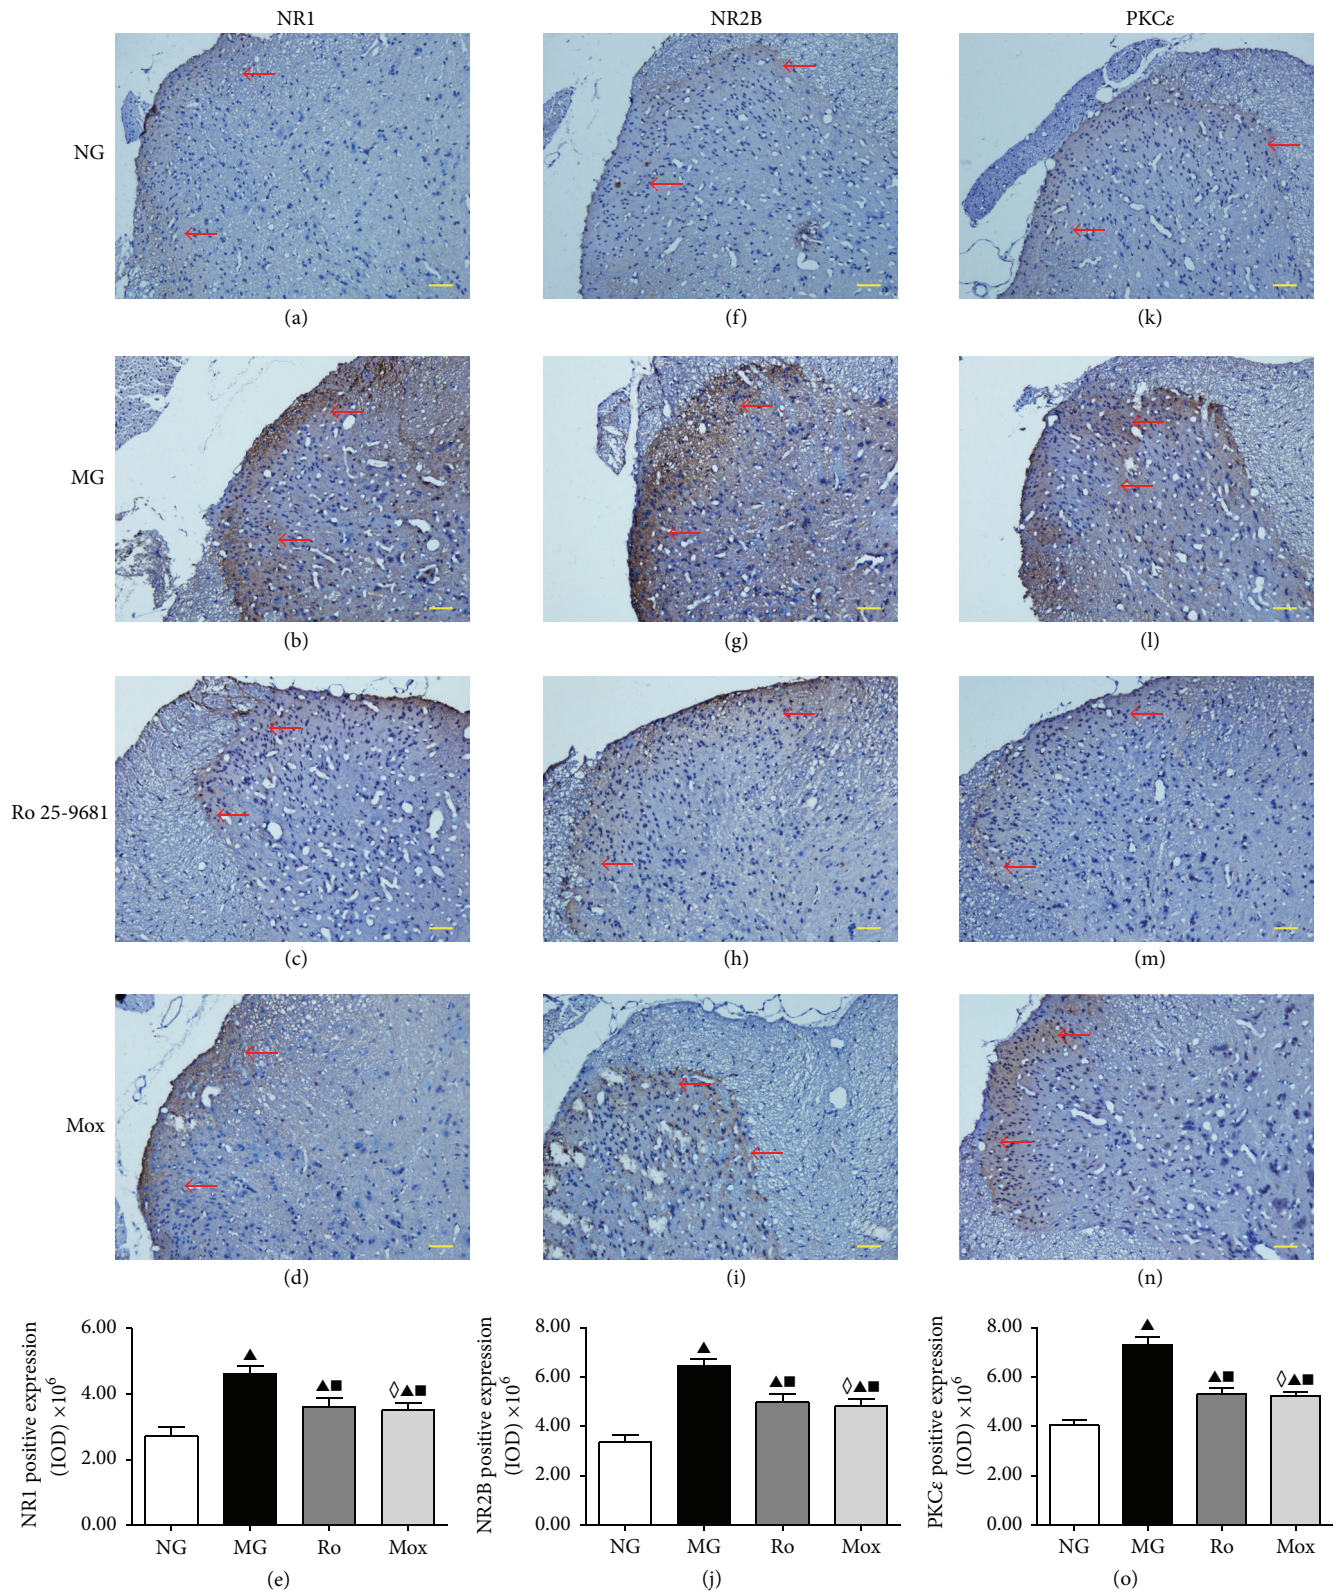 NR1 NR2B PKCε
NG
(a) (f) (k)
MG
(b) (g) (l)
Ro 25-9681
(c) (h) (m)
Mox
(d) (i) (n)
NR1 positive expression
(IOD) ×10⁶
6.00
4.00
2.00
0.00
NG MG Ro Mox
(e)
NR2B positive expression
(IOD) ×10⁶
8.00
6.00
4.00
2.00
0.00
NG MG Ro Mox
(j)
PKCε positive expression
(IOD) ×10⁶
8.00
6.00
4.00
2.00
0.00
NG MG Ro Mox
(o)